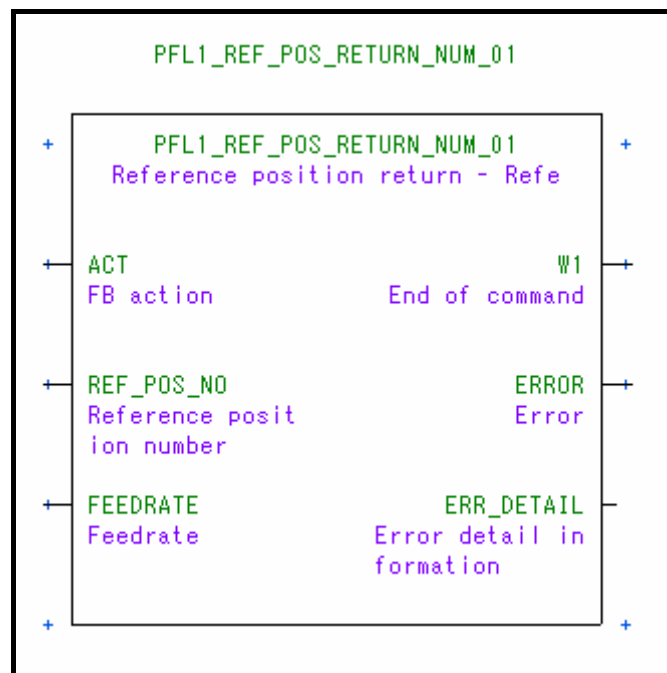 PFL1_REF_POS_RETURN_NUM_01
PFL1_REF_POS_RETURN_NUM_01
Reference position return - Refe
ACT W1
FB action End of command
REF_POS_NO ERROR
Reference posit Error
ion number
FEEDRATE ERR_DETAIL
Feedrate Error detail in
formation